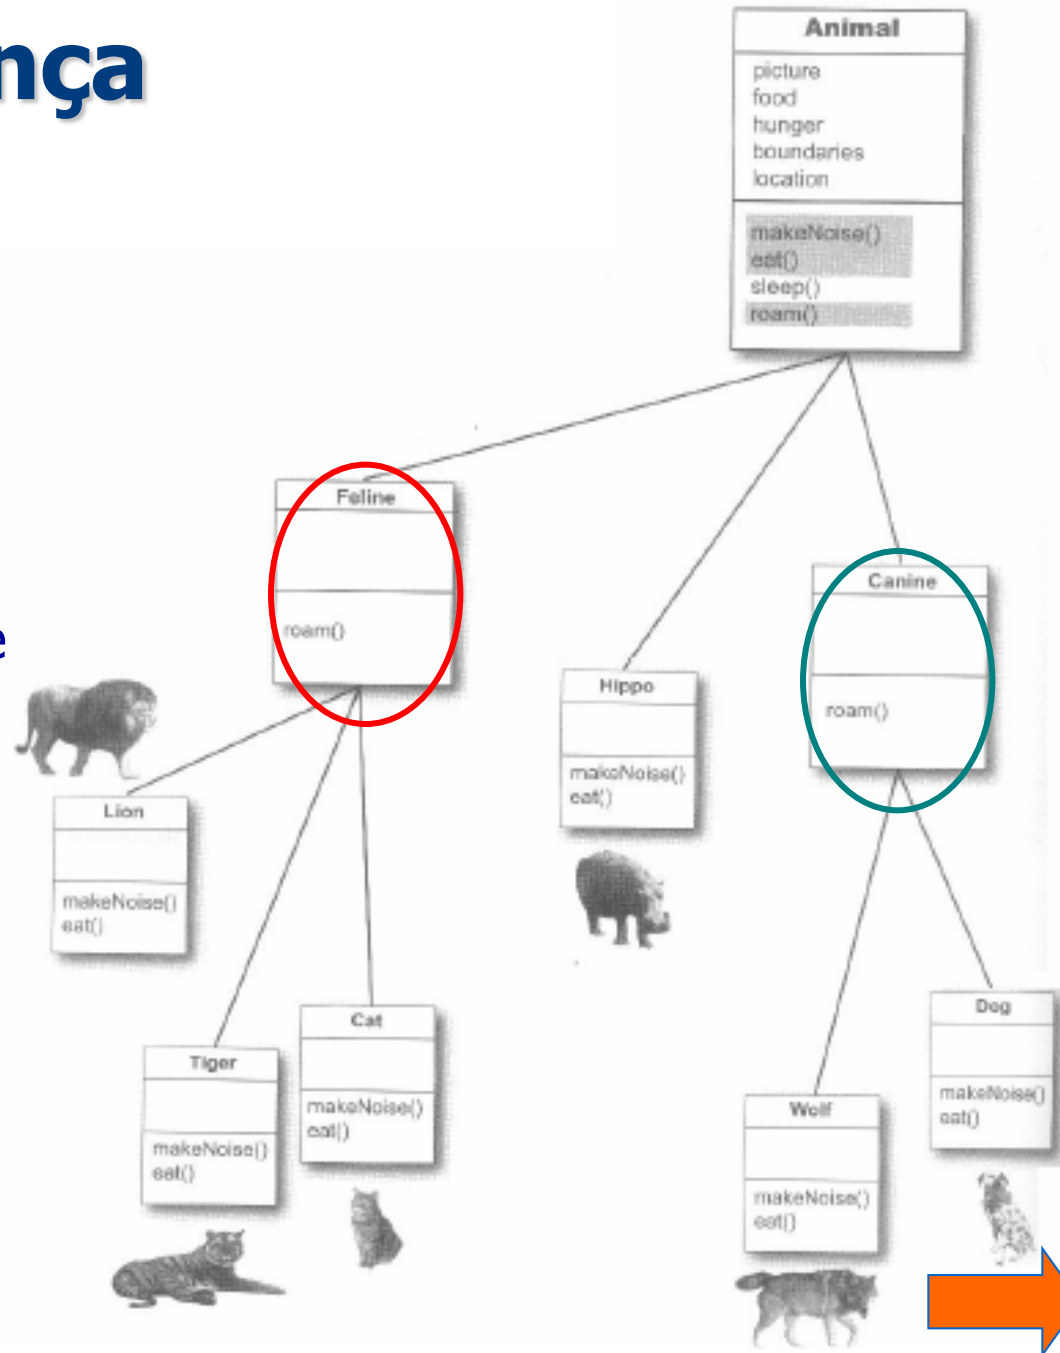 nça
Animal
picture
food
hunger
boundaries
location
makeNoise()
eat()
sleep()
roam()
Feline
roam()
Canine
roam()
e
Hippo
makeNoise()
eat()
Lion
makeNoise()
eat()
Cat
makeNoise()
eat()
Dog
makeNoise()
eat()
Tiger
makeNoise()
eat()
Wolf
makeNoise()
eat()